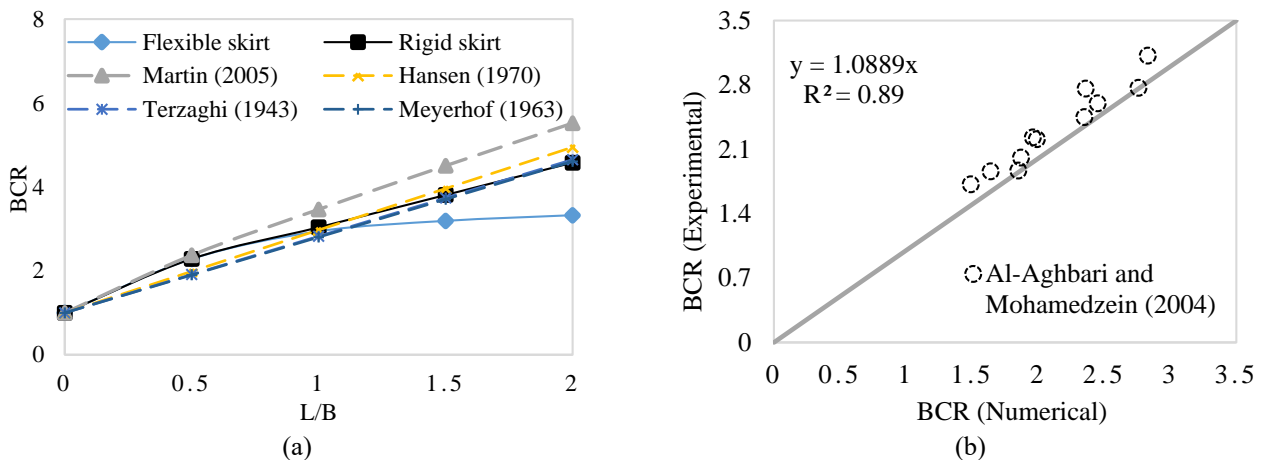 8
6
4
2
0
BCR
Flexible skirt
Rigid skirt
Martin (2005)
Hansen (1970)
Terzaghi (1943)
Meyerhof (1963)
0
0.5
1
1.5
2
L/B
(a)
3.5
2.8
2.1
1.4
0.7
0
BCR (Experimental)
y = 1.0889x
R² = 0.89
Al-Aghbari and
Mohamedzein (2004)
0
0.5
1
1.5
2
2.5
3
3.5
BCR (Numerical)
(b)